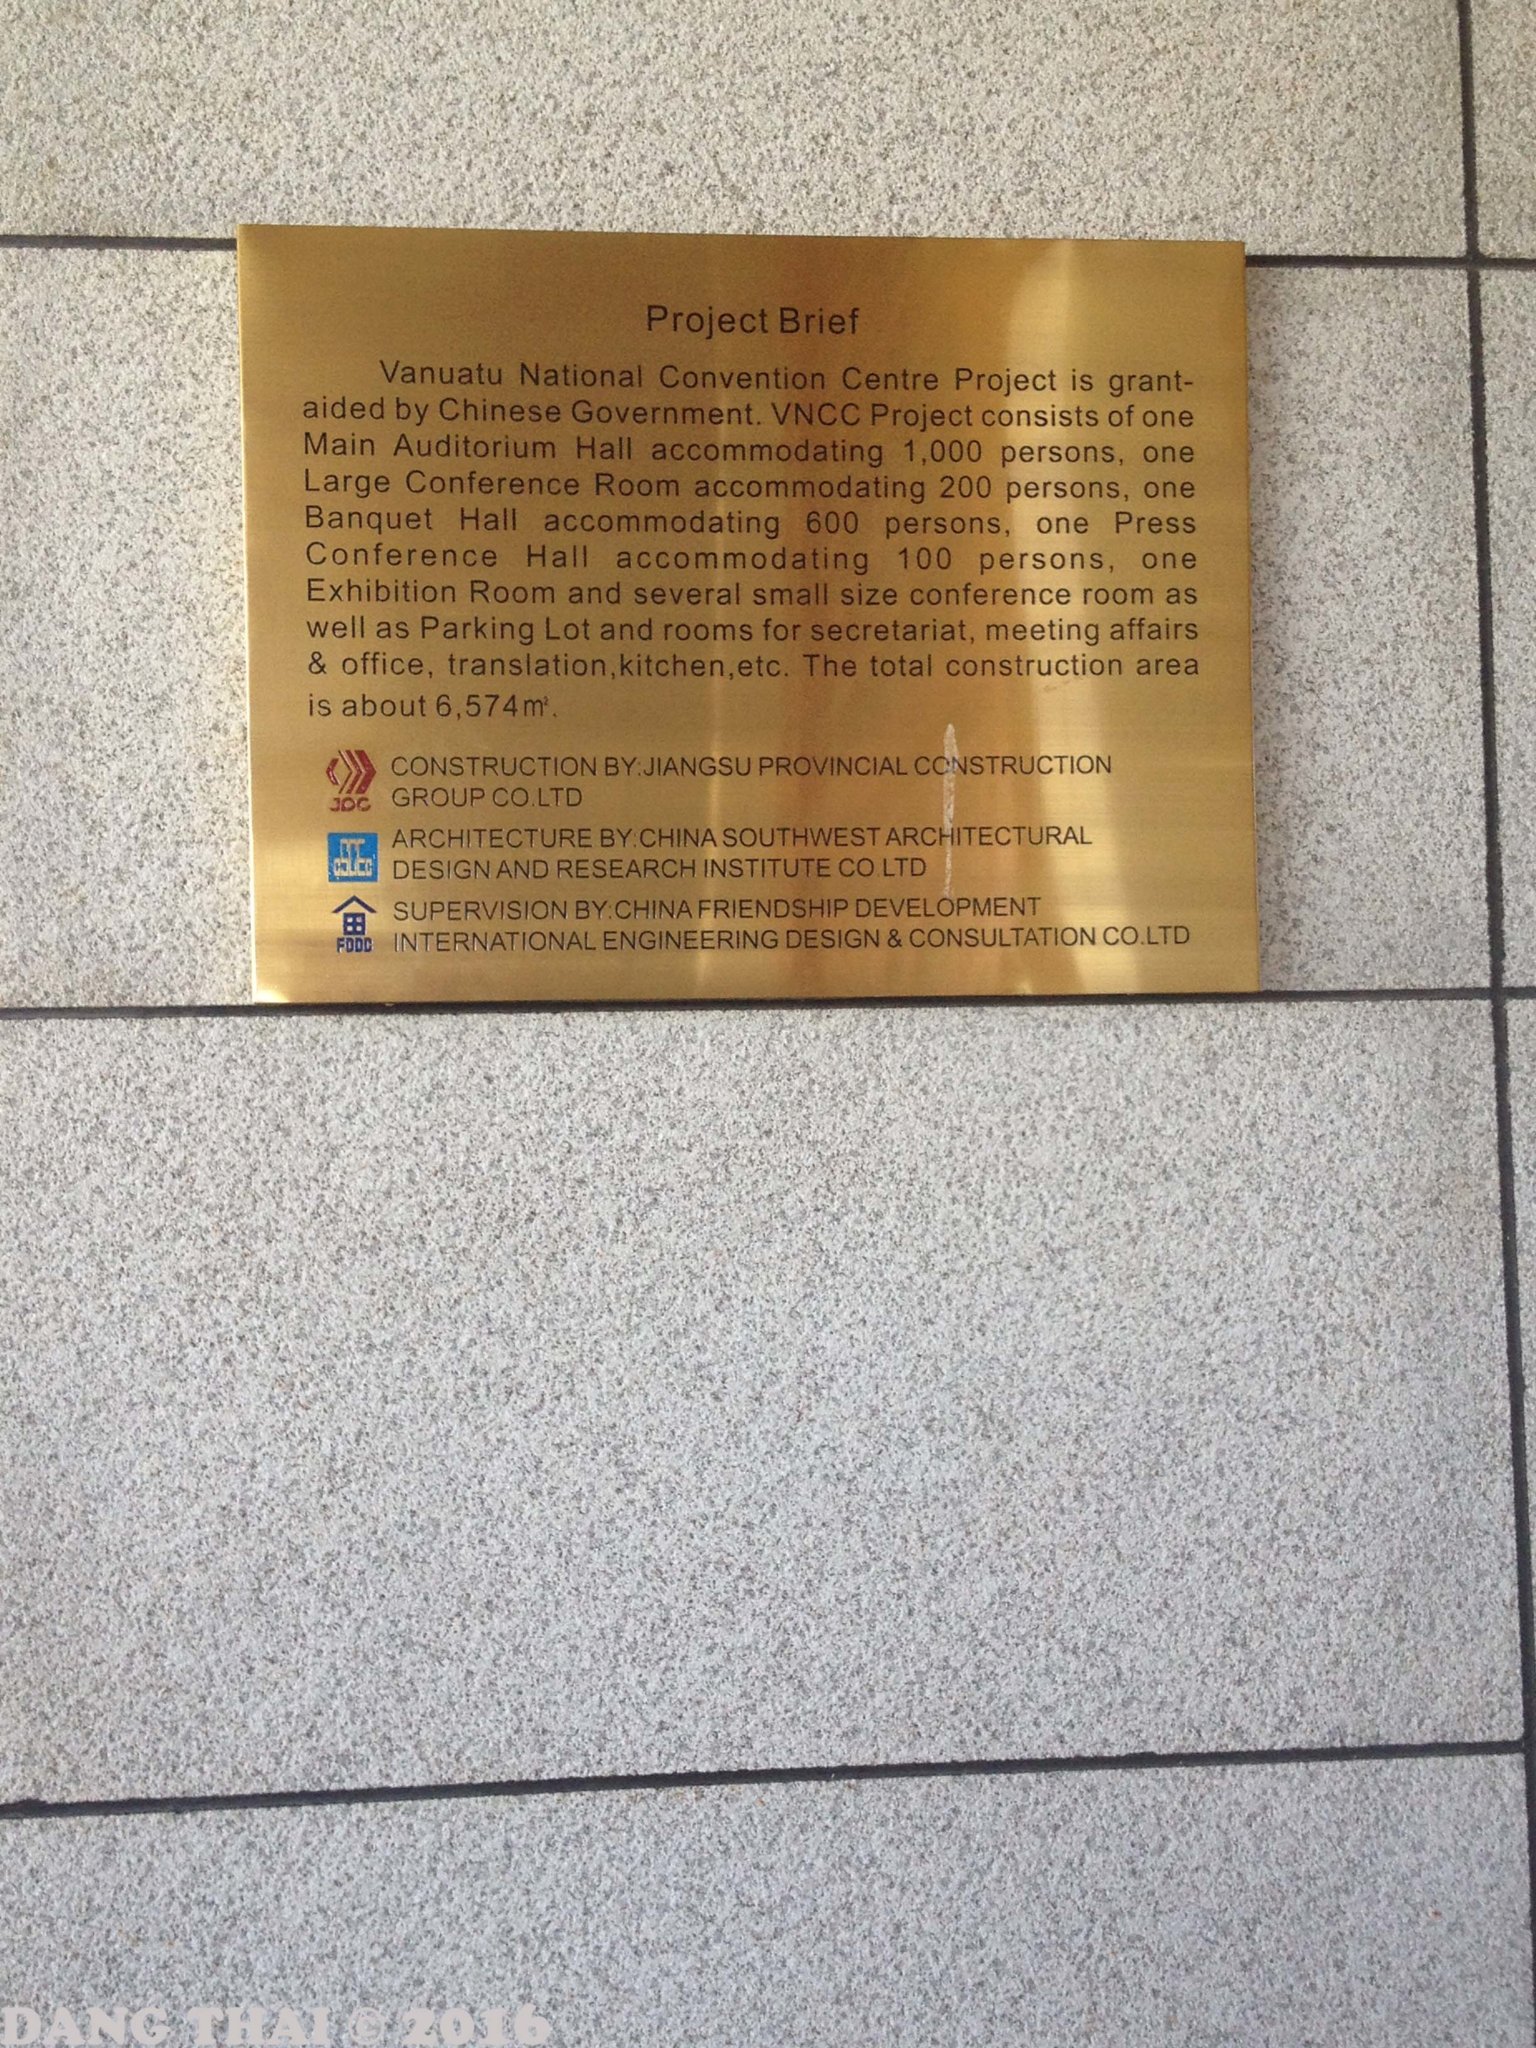 Project Brief
Vanuatu National Convention Centre Project is grant-
aided by Chinese Government. VNCC Project consists of one
Main Auditorium Hall accommodating 1,000 persons, one
Large Conference Room accommodating 200 persons, one
Banquet Hall accommodating 600 persons, one Press
Conference Hall accommodating 100 persons, one
Exhibition Room and several small size conference room as
well as Parking Lot and rooms for secretariat, meeting affairs
& office, translation,kitchen,etc. The total construction area
is about 6,574㎡.
JDC
CONSTRUCTION BY:JIANGSU PROVINCIAL CONSTRUCTION
GROUP CO.LTD
ARCHITECTURE BY:CHINA SOUTHWEST ARCHITECTURAL
DESIGN AND RESEARCH INSTITUTE CO.LTD
SUPERVISION BY:CHINA FRIENDSHIP DEVELOPMENT
FDDC
INTERNATIONAL ENGINEERING DESIGN & CONSULTATION CO.LTD
DANG THAI © 2016